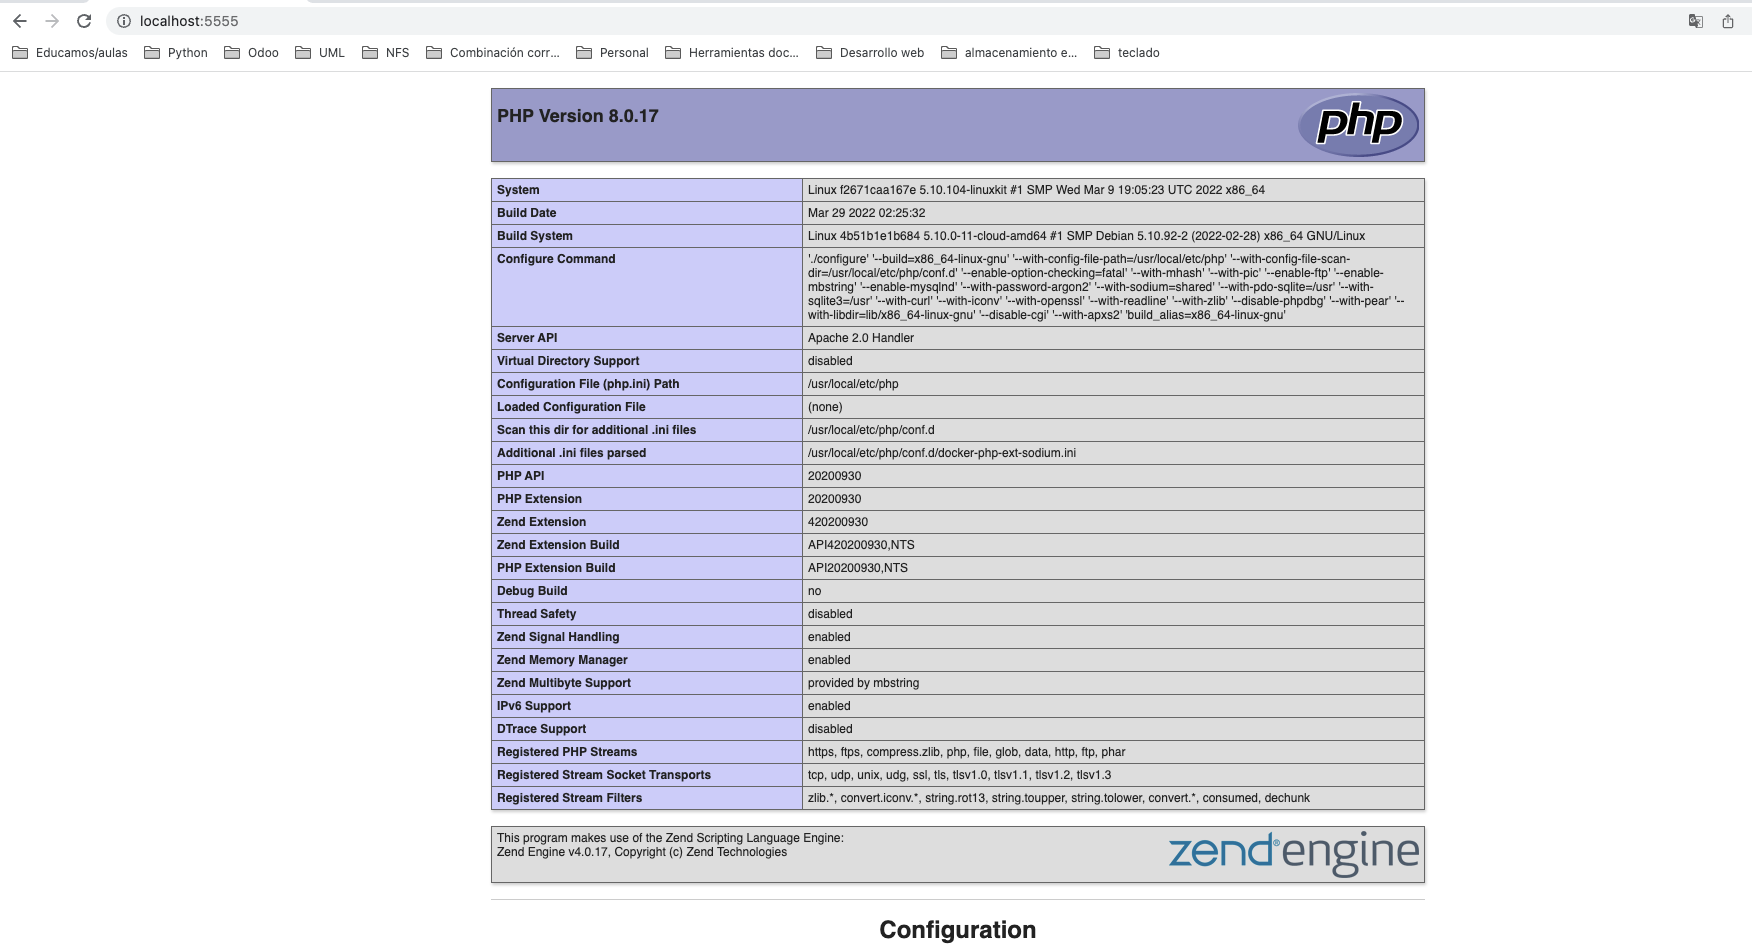 localhost:5555
Educamos/aulas Python Odoo UML NFS Combinación corr... Personal Herramientas doc... Desarrollo web almacenamiento e... teclado
PHP Version 8.0.17
php
System Linux f2671caa167e 5.10.104-linuxkit #1 SMP Wed Mar 9 19:05:23 UTC 2022 x86_64
Build Date Mar 29 2022 02:25:32
Build System Linux 4b51b1e1b684 5.10.0-11-cloud-amd64 #1 SMP Debian 5.10.92-2 (2022-02-28) x86_64 GNU/Linux
Configure Command './configure' '--build=x86_64-linux-gnu' '--with-config-file-path=/usr/local/etc/php' '--with-config-file-scan-
dir=/usr/local/etc/php/conf.d' '--enable-option-checking=fatal' '--with-mhash' '--with-pic' '--enable-ftp' '--enable-
mbstring' '--enable-mysqlnd' '--with-password-argon2' '--with-sodium=shared' '--with-pdo-sqlite=/usr' '--with-
sqlite3=/usr' '--with-curl' '--with-iconv' '--with-openssl' '--with-readline' '--with-zlib' '--disable-phpdbg' '--with-pear' '--
with-libdir=lib/x86_64-linux-gnu' '--disable-cgi' '--with-apxs2' 'build_alias=x86_64-linux-gnu'
Server API Apache 2.0 Handler
Virtual Directory Support disabled
Configuration File (php.ini) Path /usr/local/etc/php
Loaded Configuration File (none)
Scan this dir for additional .ini files /usr/local/etc/php/conf.d
Additional .ini files parsed /usr/local/etc/php/conf.d/docker-php-ext-sodium.ini
PHP API 20200930
PHP Extension 20200930
Zend Extension 420200930
Zend Extension Build API420200930,NTS
PHP Extension Build API20200930,NTS
Debug Build no
Thread Safety disabled
Zend Signal Handling enabled
Zend Memory Manager enabled
Zend Multibyte Support provided by mbstring
IPv6 Support enabled
DTrace Support disabled
Registered PHP Streams https, ftps, compress.zlib, php, file, glob, data, http, ftp, phar
Registered Stream Socket Transports tcp, udp, unix, udg, ssl, tls, tlsv1.0, tlsv1.1, tlsv1.2, tlsv1.3
Registered Stream Filters zlib.*, convert.iconv.*, string.rot13, string.toupper, string.tolower, convert.*, consumed, dechunk
This program makes use of the Zend Scripting Language Engine:
Zend Engine v4.0.17, Copyright (c) Zend Technologies
zend® engine
Configuration